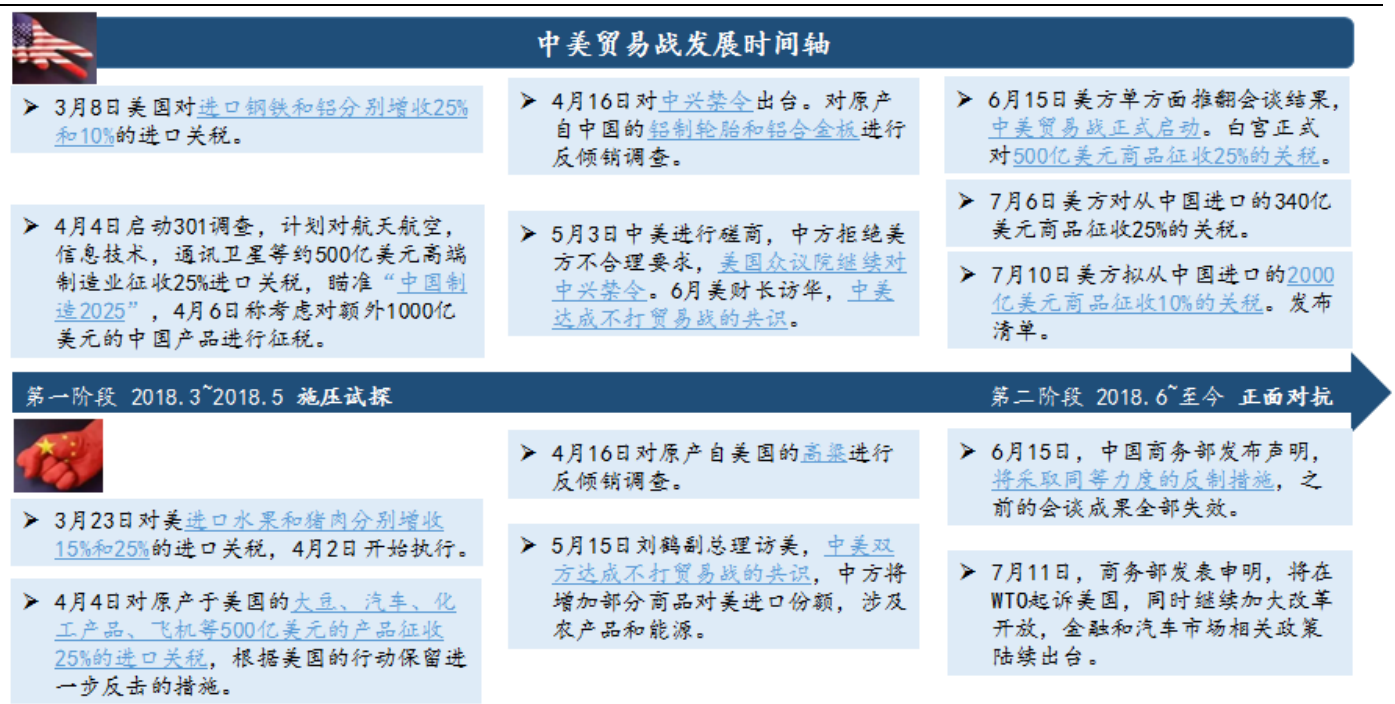 中美贸易战发展时间轴
➢ 3月8日美国对进口钢铁和铝分别增收25%
和10%的进口关税。
➢ 4月4日启动301调查，计划对航天航空，
信息技术，通讯卫星等约500亿美元高端
制造业征收25%进口关税，瞄准“中国制
造2025”，4月6日称考虑对额外1000亿
美元的中国产品进行征税。
➢ 4月16日对中兴禁令出台。对原产
自中国的铝制轮胎和铝合金板进行
反倾销调查。
➢ 5月3日中美进行磋商，中方拒绝美
方不合理要求，美国众议院继续对
中兴禁令。6月美财长访华，中美
达成不打贸易战的共识。
➢ 6月15日美方单方面推翻会谈结果，
中美贸易战正式启动。白宫正式
对500亿美元商品征收25%的关税。
➢ 7月6日美方对从中国进口的340亿
美元商品征收25%的关税。
➢ 7月10日美方拟从中国进口的2000
亿美元商品征收10%的关税。发布
清单。
第一阶段 2018.3~2018.5 施压试探
第二阶段 2018.6~至今 正面对抗
➢ 3月23日对美进口水果和猪肉分别增收
15%和25%的进口关税，4月2日开始执行。
➢ 4月4日对原产于美国的大豆、汽车、化
工产品、飞机等500亿美元的产品征收
25%的进口关税，根据美国的行动保留进
一步反击的措施。
➢ 4月16日对原产自美国的高粱进行
反倾销调查。
➢ 5月15日刘鹤副总理访美，中美双
方达成不打贸易战的共识，中方将
增加部分商品对美进口份额，涉及
农产品和能源。
➢ 6月15日，中国商务部发布声明，
将采取同等力度的反制措施，之
前的会谈成果全部失效。
➢ 7月11日，商务部发表申明，将在
WTO起诉美国，同时继续加大改革
开放，金融和汽车市场相关政策
陆续出台。